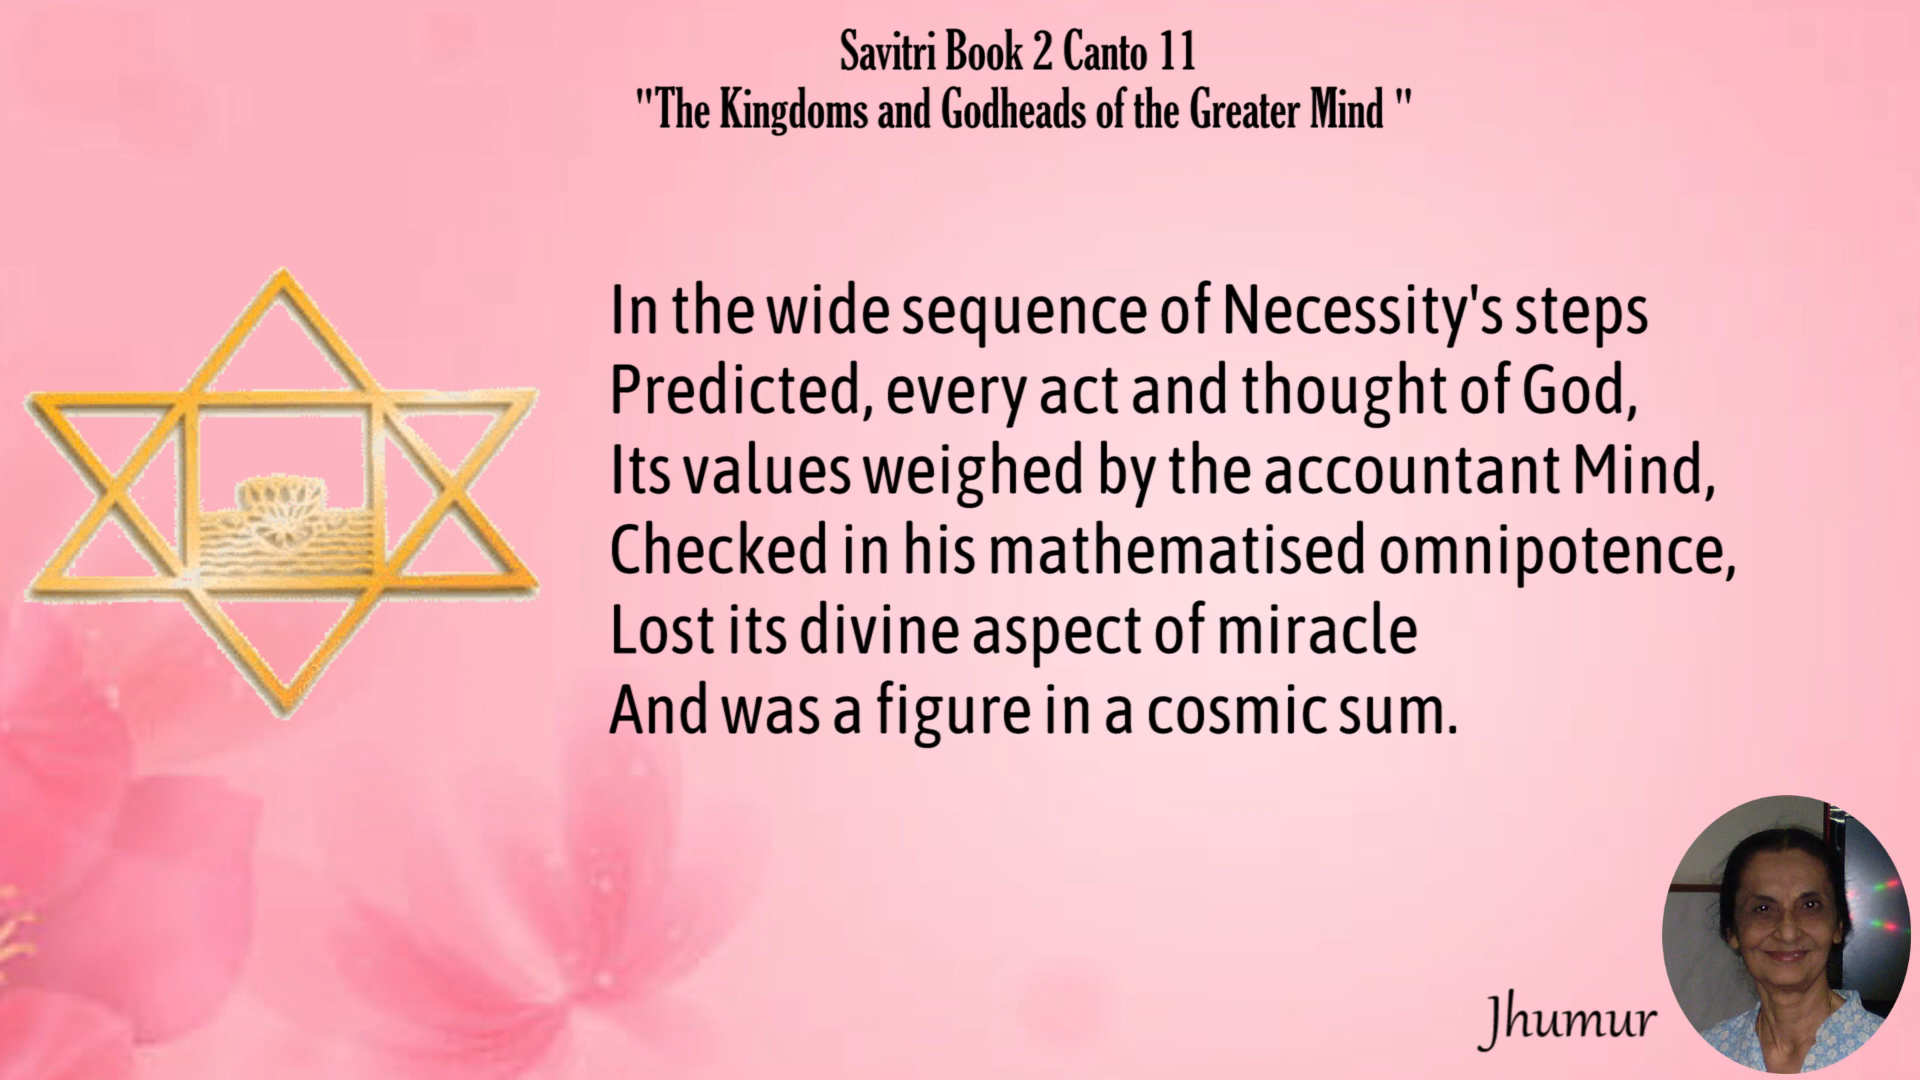 Savitri Book 2 Canto 11
"The Kingdoms and Godheads of the Greater Mind "
In the wide sequence of Necessity's steps
Predicted, every act and thought of God,
Its values weighed by the accountant Mind,
Checked in his mathematised omnipotence,
Lost its divine aspect of miracle
And was a figure in a cosmic sum.
Jhumur